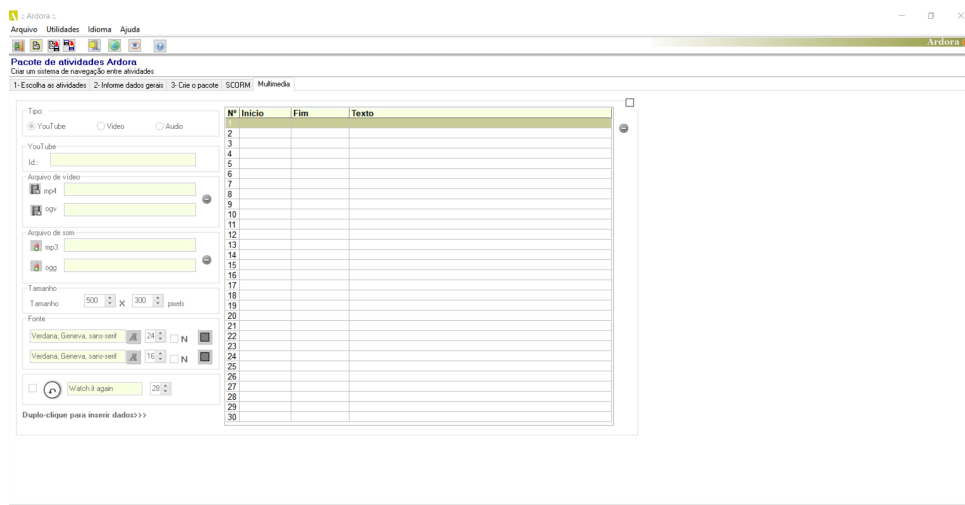 .:: Ardora ::.
Arquivo Utilidades Idioma Ajuda
Ardora
Pacote de atividades Ardora
Criar um sistema de navegação entre atividades
1- Escolha as atividades 2- Informe dados gerais 3- Crie o pacote SCORM Multimedia
Tipo:
YouTube Vídeo Audio
YouTube
Id.:
Arquivo de vídeo
mp4
ogv
Arquivo de som
mp3
ogg
Tamanho
Tamanho 500 X 300 pixels
Fonte
Verdana, Geneva, sans-serif 24 N
Verdana, Geneva, sans-serif 16 N
Watch it again 28
Duplo-clique para inserir dados>>>
Nº Início Fim Texto
1
2
3
4
5
6
7
8
9
10
11
12
13
14
15
16
17
18
19
20
21
22
23
24
25
26
27
28
29
30